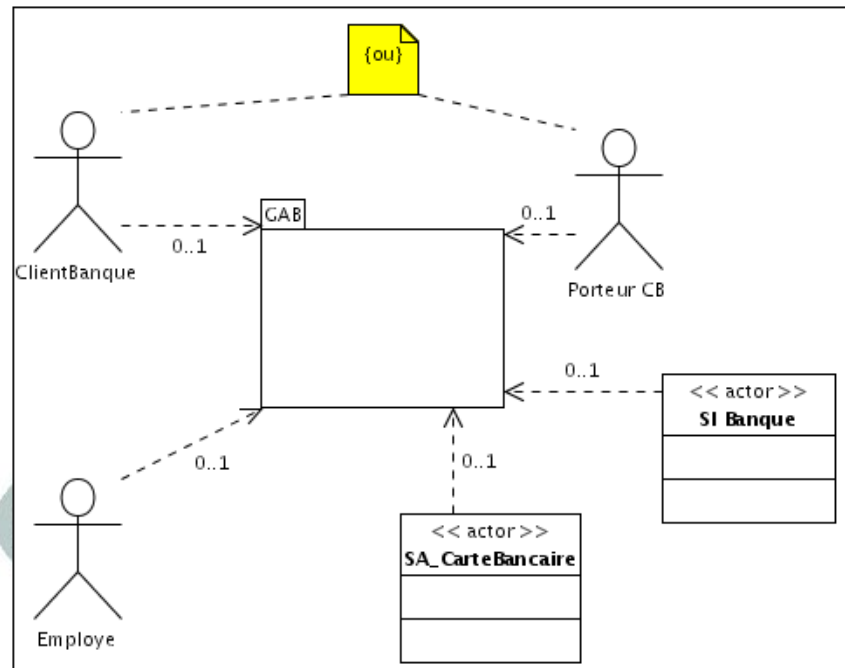 {ou}
GAB
0..1
0..1
ClientBanque
Porteur CB
0..1
<< actor >>
SI Banque
0..1
0..1
<< actor >>
SA_CarteBancaire
Employe